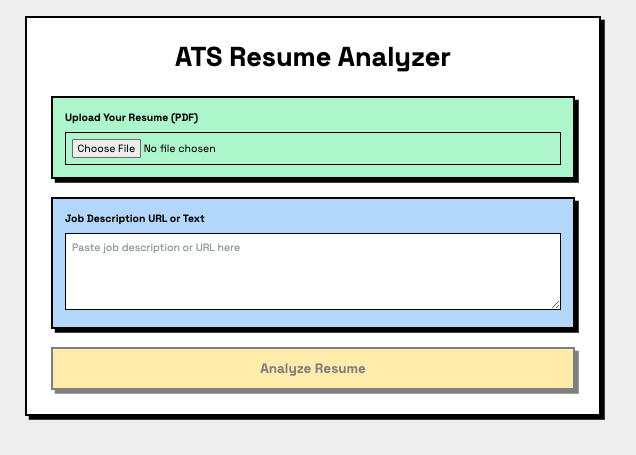 ATS Resume Analyzer
Upload Your Resume (PDF)
Choose File No file chosen
Job Description URL or Text
Paste job description or URL here
Analyze Resume